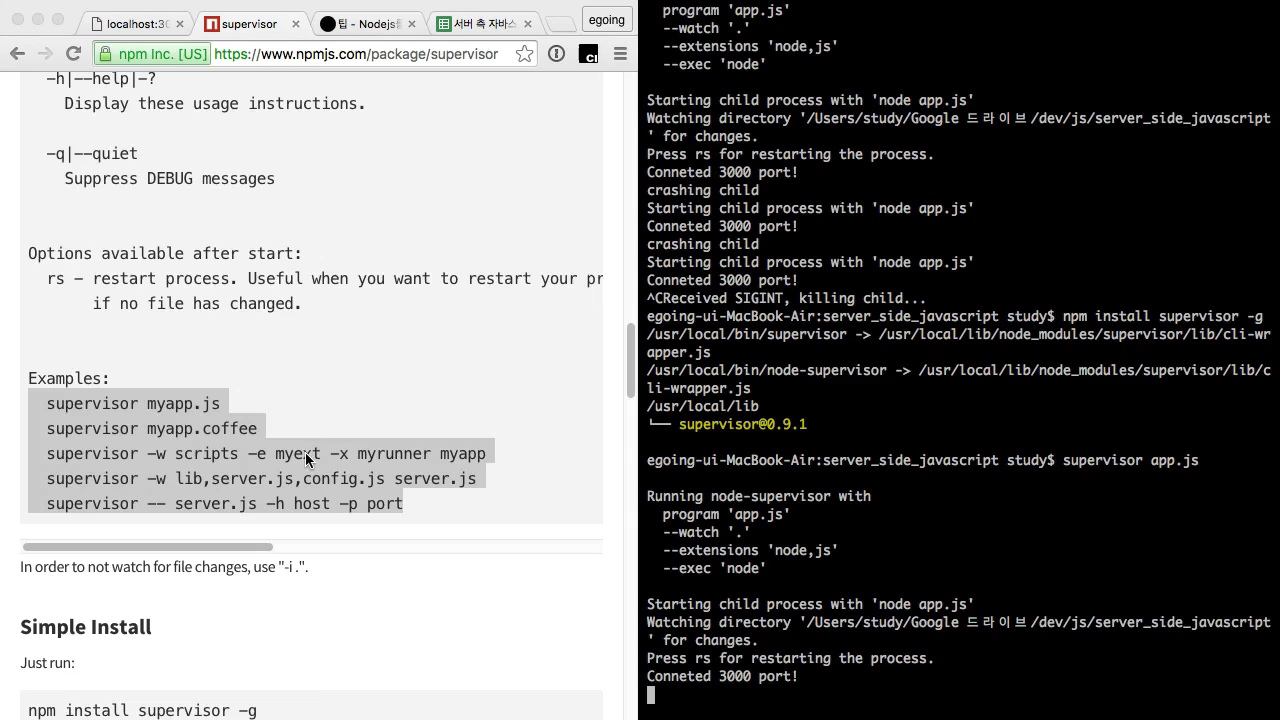 localhost:30
supervisor
팁 - Nodejs를
서버 측 자바스
egoing
npm Inc. [US]
https://www.npmjs.com/package/supervisor
-h|--help|-?
Display these usage instructions.
-q|--quiet
Suppress DEBUG messages
Options available after start:
rs - restart process. Useful when you want to restart your pr
if no file has changed.
Examples:
supervisor myapp.js
supervisor myapp.coffee
supervisor -w scripts -e myext -x myrunner myapp
supervisor -w lib,server.js,config.js server.js
supervisor -- server.js -h host -p port
In order to not watch for file changes, use "-i .".
Simple Install
Just run:
npm install supervisor -g
program 'app.js'
--watch '.'
--extensions 'node,js'
--exec 'node'
Starting child process with 'node app.js'
Watching directory '/Users/study/Google 드라이브/dev/js/server_side_javascript
' for changes.
Press rs for restarting the process.
Conneted 3000 port!
crashing child
Starting child process with 'node app.js'
Conneted 3000 port!
crashing child
Starting child process with 'node app.js'
Conneted 3000 port!
^CReceived SIGINT, killing child...
egoing-ui-MacBook-Air:server_side_javascript study$ npm install supervisor -g
/usr/local/bin/supervisor -> /usr/local/lib/node_modules/supervisor/lib/cli-wr
apper.js
/usr/local/bin/node-supervisor -> /usr/local/lib/node_modules/supervisor/lib/c
li-wrapper.js
/usr/local/lib
└── supervisor@0.9.1
egoing-ui-MacBook-Air:server_side_javascript study$ supervisor app.js
Running node-supervisor with
program 'app.js'
--watch '.'
--extensions 'node,js'
--exec 'node'
Starting child process with 'node app.js'
Watching directory '/Users/study/Google 드라이브/dev/js/server_side_javascript
' for changes.
Press rs for restarting the process.
Conneted 3000 port!